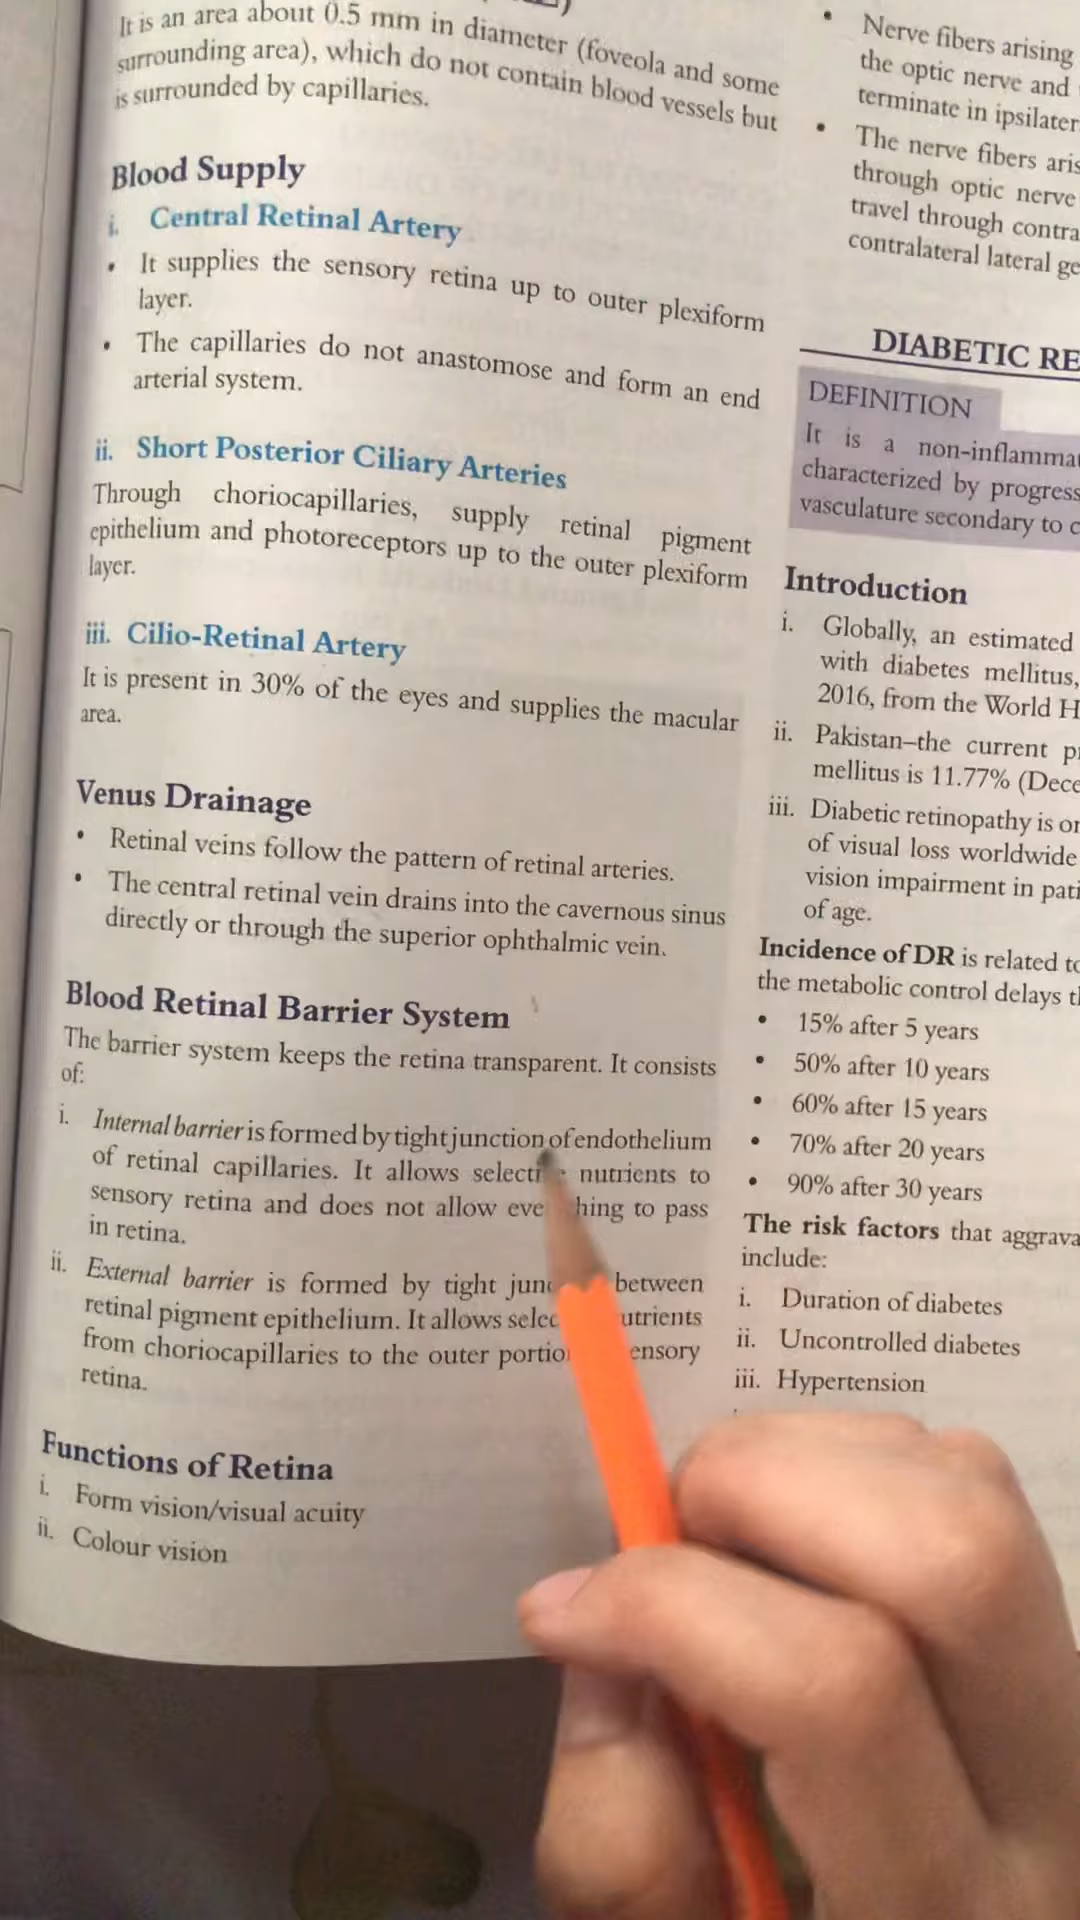 It is an area about 0.5 mm in diameter (foveola and some
surrounding area), which do not contain blood vessels but
is surrounded by capillaries.
Blood Supply
i. Central Retinal Artery
• It supplies the sensory retina up to outer plexiform
layer.
• The capillaries do not anastomose and form an end
arterial system.
ii. Short Posterior Ciliary Arteries
Through choriocapillaries, supply retinal pigment
epithelium and photoreceptors up to the outer plexiform
layer.
iii. Cilio-Retinal Artery
It is present in 30% of the eyes and supplies the macular
area.
Venus Drainage
• Retinal veins follow the pattern of retinal arteries.
• The central retinal vein drains into the cavernous sinus
directly or through the superior ophthalmic vein.
Blood Retinal Barrier System
The barrier system keeps the retina transparent. It consists
of:
i. Internal barrier is formed by tight junction of endothelium
of retinal capillaries. It allows nutrients to
sensory retina and does not allow to pass
in retina.
ii. External barrier is formed by tight between
retinal pigment epithelium. It allows
from choriocapillaries to the outer
retina.
Functions of Retina
i. Form vision/visual acuity
ii. Colour vision
• Nerve fibers arising
the optic nerve and
terminate in
• The nerve fibers
through optic nerve
travel through
contralateral lateral
DIABETIC
DEFINITION
It is a
characterized by
vasculature secondary to
Introduction
i. Globally, an estimated
with diabetes mellitus,
2016, from the World
ii. Pakistan–the current
mellitus is 11.77%
iii. Diabetic retinopathy is
of visual loss worldwide
vision impairment in
of age.
Incidence of DR is related
the metabolic control delays
• 15% after 5 years
• 50% after 10 years
• 60% after 15 years
• 70% after 20 years
• 90% after 30 years
The risk factors that
include:
i. Duration of diabetes
ii. Uncontrolled diabetes
iii. Hypertension